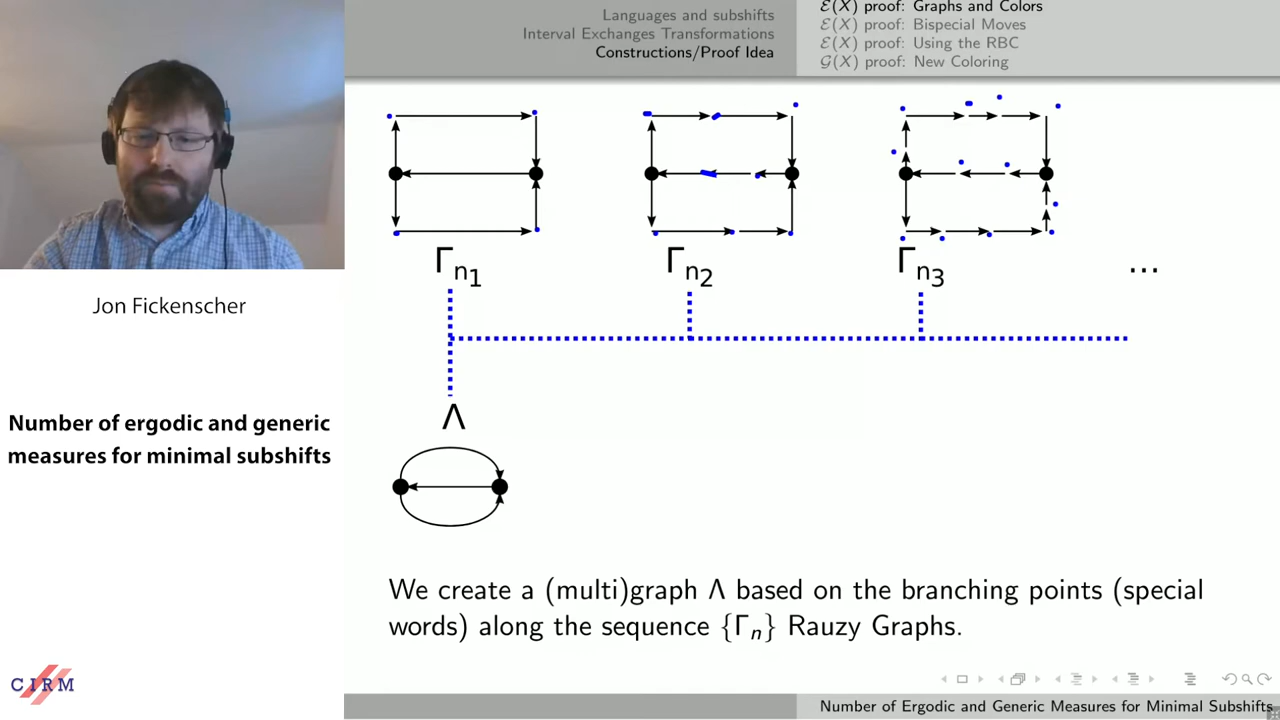 Languages and subshifts
Interval Exchanges Transformations
Constructions/Proof Idea
ℰ(X) proof: Graphs and Colors
ℰ(X) proof: Bispecial Moves
ℰ(X) proof: Using the RBC
𝒢(X) proof: New Coloring
Γn₁ Γn₂ Γn₃ ...
Λ
Jon Fickenscher
Number of ergodic and generic
measures for minimal subshifts
We create a (multi)graph Λ based on the branching points (special
words) along the sequence {Γn} Rauzy Graphs.
CIRM
Number of Ergodic and Generic Measures for Minimal Subshifts